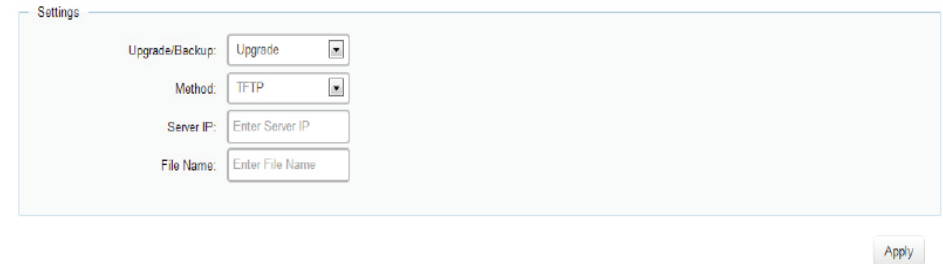 Settings
Upgrade/Backup: Upgrade
Method: TFTP
Server IP: Enter Server IP
File Name: Enter File Name
Apply